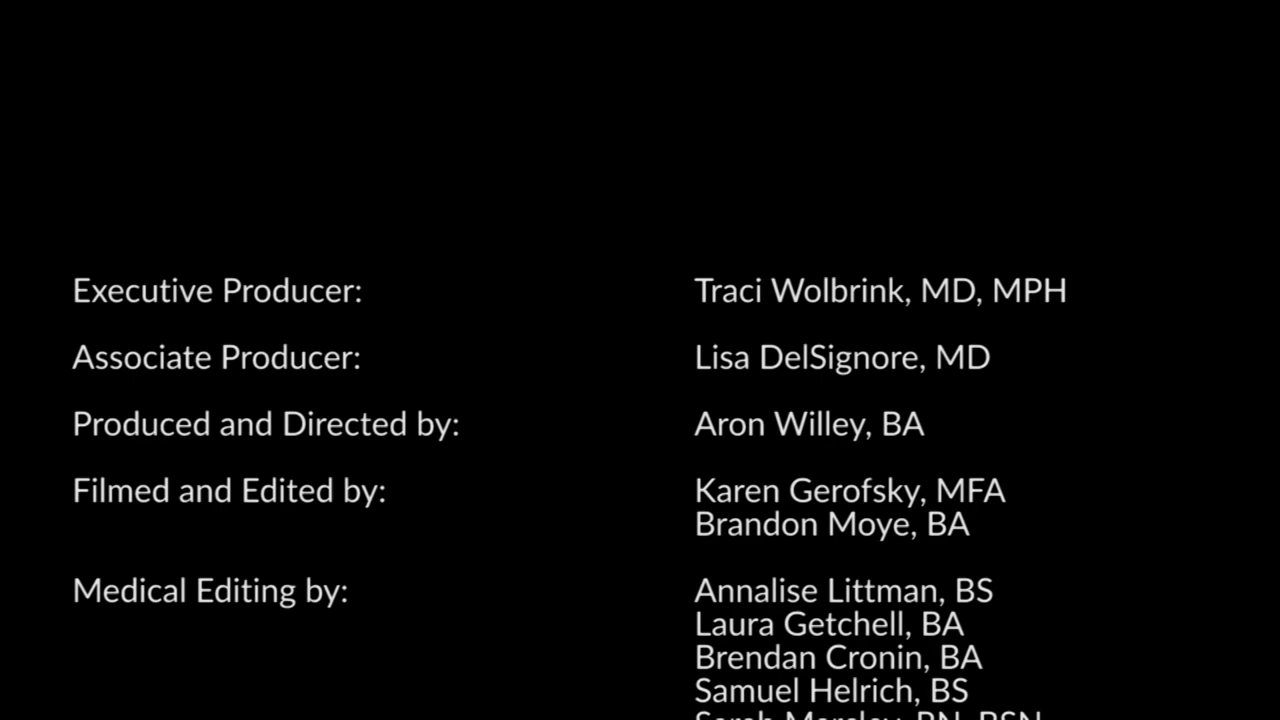 Executive Producer: Traci Wolbrink, MD, MPH
Associate Producer: Lisa DelSignore, MD
Produced and Directed by: Aron Willey, BA
Filmed and Edited by: Karen Gerofsky, MFA
Brandon Moye, BA
Medical Editing by: Annalise Littman, BS
Laura Getchell, BA
Brendan Cronin, BA
Samuel Helrich, BS